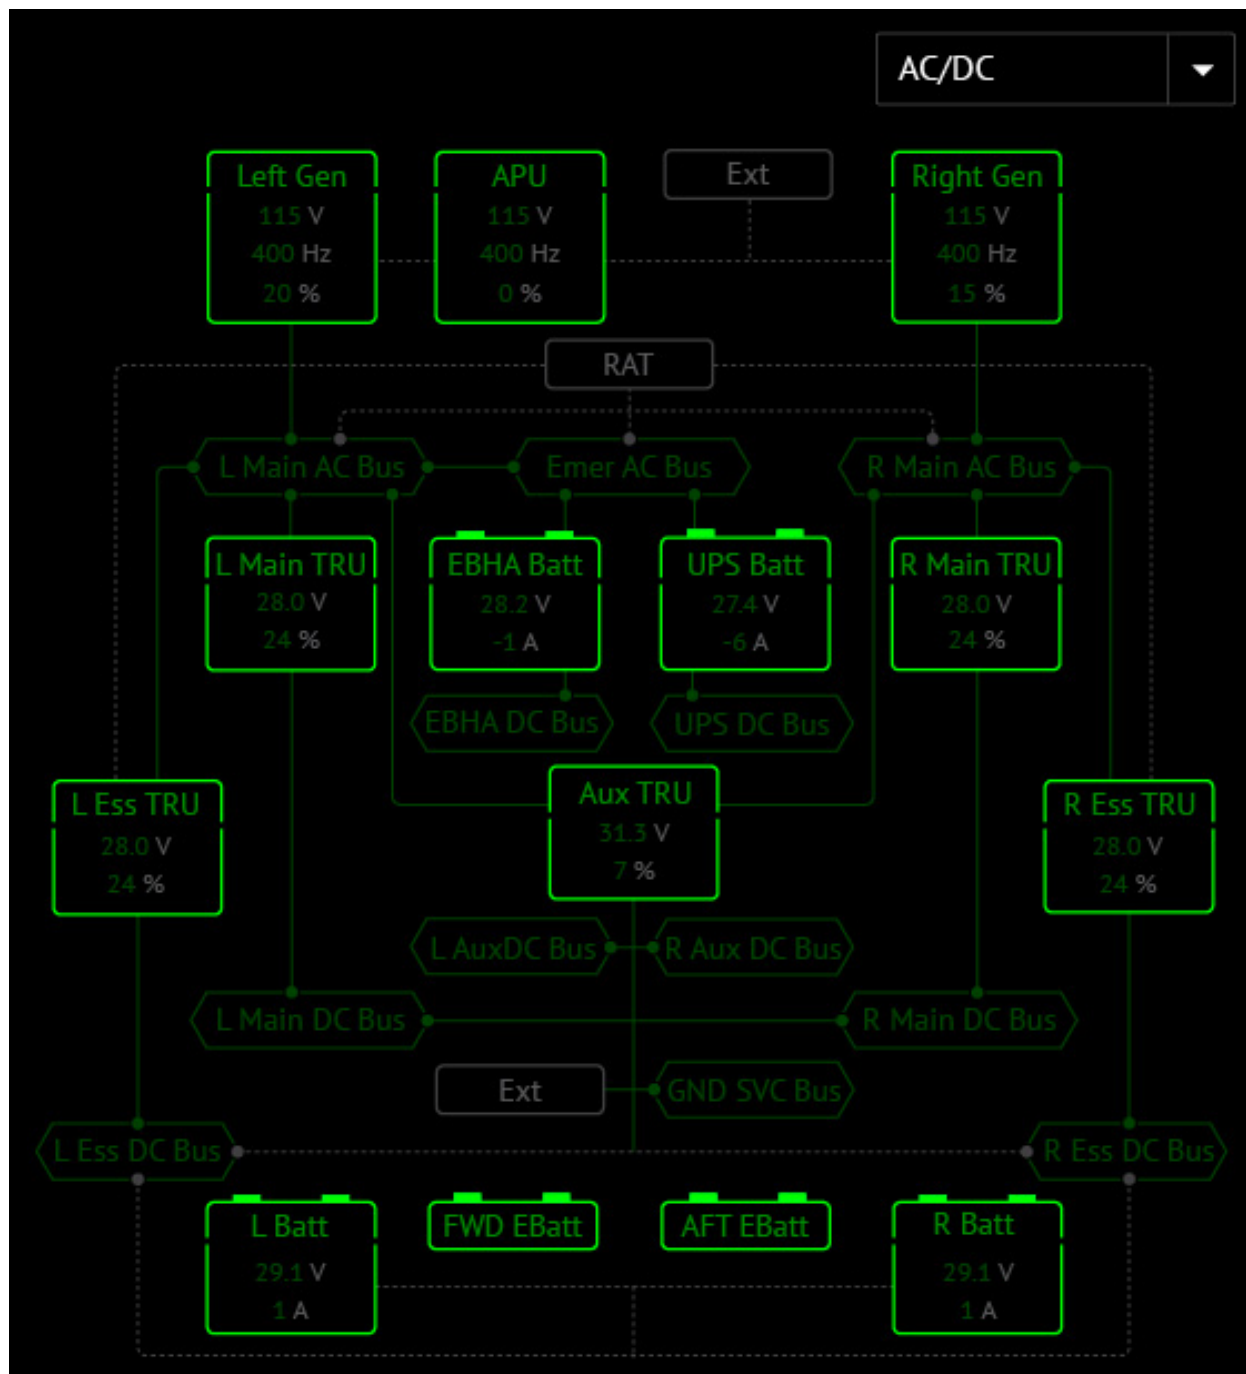 AC/DC
Left Gen
115 V
400 Hz
20 %
APU
115 V
400 Hz
0 %
Ext
Right Gen
115 V
400 Hz
15 %
RAT
L Main AC Bus
Emer AC Bus
R Main AC Bus
L Main TRU
28.0 V
24 %
EBHA Batt
28.2 V
-1 A
UPS Batt
27.4 V
-6 A
R Main TRU
28.0 V
24 %
EBHA DC Bus
UPS DC Bus
L Ess TRU
28.0 V
24 %
Aux TRU
31.3 V
7 %
R Ess TRU
28.0 V
24 %
L AuxDC Bus
R Aux DC Bus
L Main DC Bus
R Main DC Bus
Ext
GND SVC Bus
L Ess DC Bus
R Ess DC Bus
L Batt
29.1 V
1 A
FWD EBatt
AFT EBatt
R Batt
29.1 V
1 A